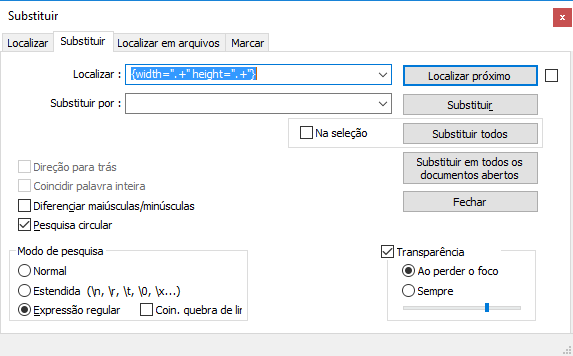 Substituir
x
Localizar
Substituir
Localizar em arquivos
Marcar
Localizar :
{width=".+" height=".+"}
Localizar próximo
Substituir por :
Substituir
Na seleção
Substituir todos
Substituir em todos os
documentos abertos
Fechar
Direção para trás
Coincidir palavra inteira
Diferenciar maiúsculas/minúsculas
Pesquisa circular
Modo de pesquisa
Normal
Estendida (\n, \r, \t, \0, \x...)
Expressão regular
Coin. quebra de lir
Transparência
Ao perder o foco
Sempre